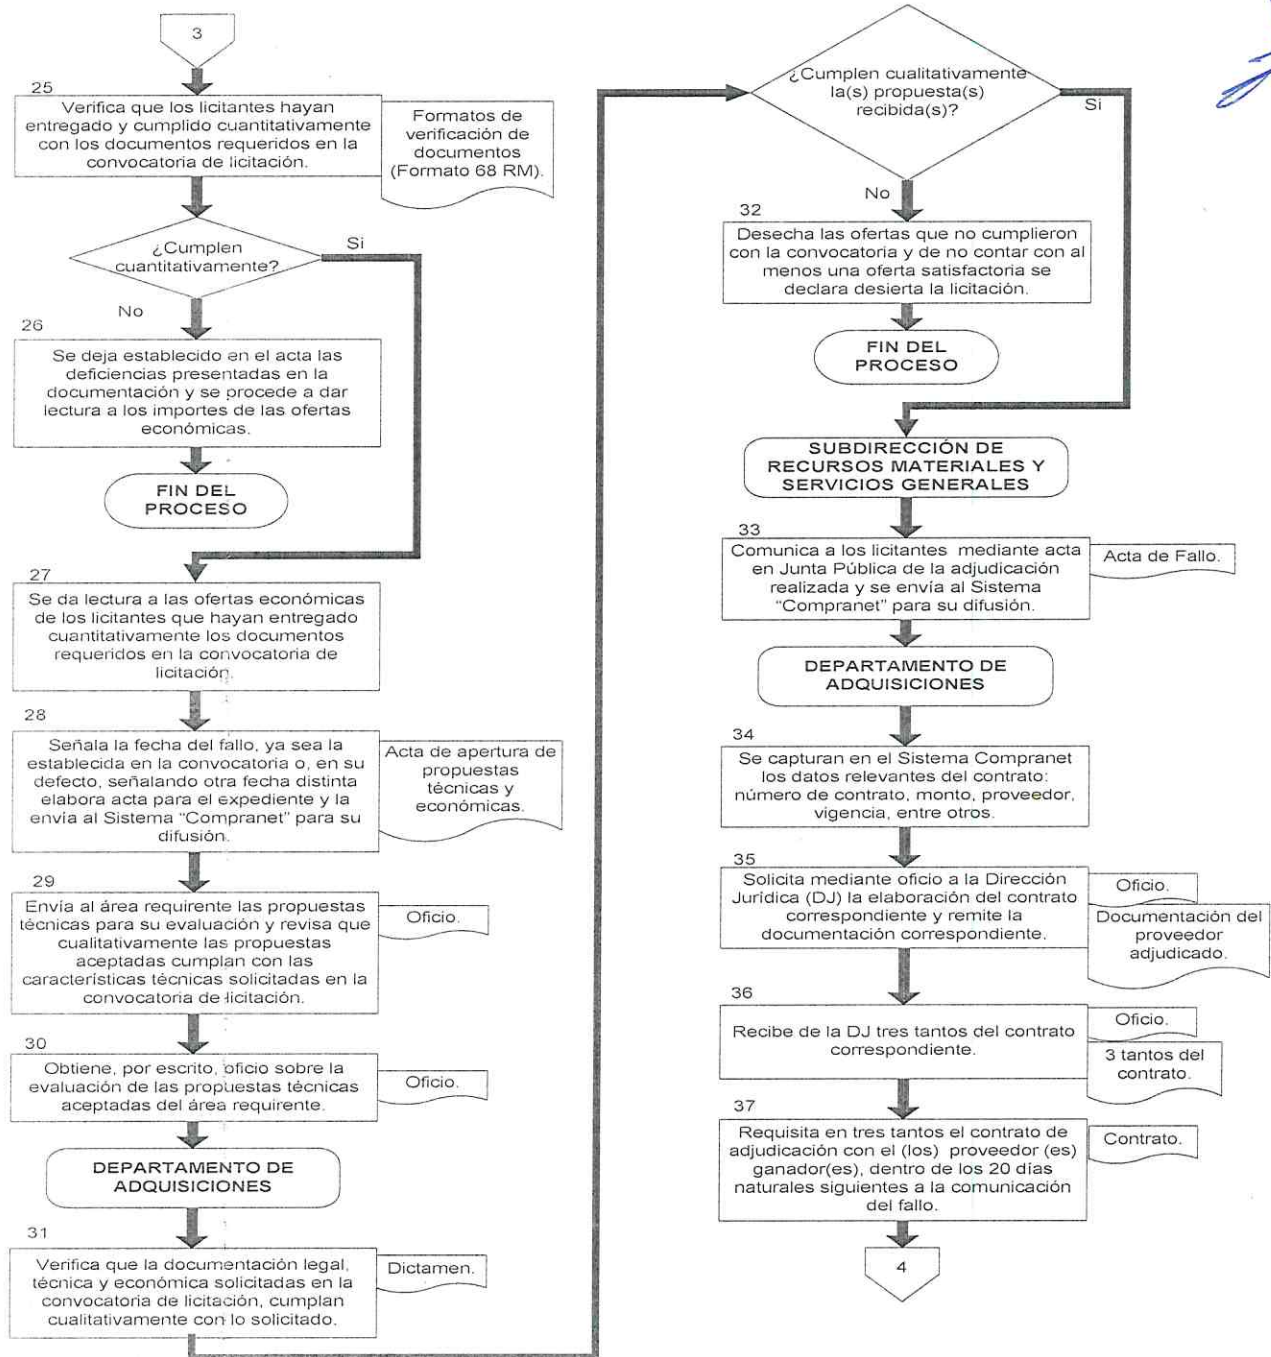 3
25
Verifica que los licitantes hayan
entregado y cumplido cuantitativamente
con los documentos requeridos en la
convocatoria de licitación.
Formatos de
verificación de
documentos
(Formato 68 RM).
¿Cumplen
cuantitativamente?
Si
No
26
Se deja establecido en el acta las
deficiencias presentadas en la
documentación y se procede a dar
lectura a los importes de las ofertas
económicas.
FIN DEL
PROCESO
27
Se da lectura a las ofertas económicas
de los licitantes que hayan entregado
cuantitativamente los documentos
requeridos en la convocatoria de
licitación.
28
Señala la fecha del fallo, ya sea la
establecida en la convocatoria o, en su
defecto, señalando otra fecha distinta
elabora acta para el expediente y la
envía al Sistema "Compranet" para su
difusión.
Acta de apertura de
propuestas
técnicas y
económicas.
29
Envía al área requirente las propuestas
técnicas para su evaluación y revisa que
cualitativamente las propuestas
aceptadas cumplan con las
características técnicas solicitadas en la
convocatoria de licitación.
Oficio.
30
Obtiene, por escrito, oficio sobre la
evaluación de las propuestas técnicas
aceptadas del área requirente.
Oficio.
DEPARTAMENTO DE
ADQUISICIONES
31
Verifica que la documentación legal,
técnica y económica solicitadas en la
convocatoria de licitación, cumplan
cualitativamente con lo solicitado.
Dictamen.
¿Cumplen cualitativamente
la(s) propuesta(s)
recibida(s)?
Si
No
32
Desecha las ofertas que no cumplieron
con la convocatoria y de no contar con al
menos una oferta satisfactoria se
declara desierta la licitación.
FIN DEL
PROCESO
SUBDIRECCIÓN DE
RECURSOS MATERIALES Y
SERVICIOS GENERALES
33
Comunica a los licitantes mediante acta
en Junta Pública de la adjudicación
realizada y se envía al Sistema
"Compranet" para su difusión.
Acta de Fallo.
DEPARTAMENTO DE
ADQUISICIONES
34
Se capturan en el Sistema Compranet
los datos relevantes del contrato:
número de contrato, monto, proveedor,
vigencia, entre otros.
35
Solicita mediante oficio a la Dirección
Jurídica (DJ) la elaboración del contrato
correspondiente y remite la
documentación correspondiente.
Oficio.
Documentación del
proveedor
adjudicado.
36
Recibe de la DJ tres tantos del contrato
correspondiente.
Oficio.
3 tantos del
contrato.
37
Requisita en tres tantos el contrato de
adjudicación con el (los) proveedor (es)
ganador(es), dentro de los 20 días
naturales siguientes a la comunicación
del fallo.
Contrato.
4